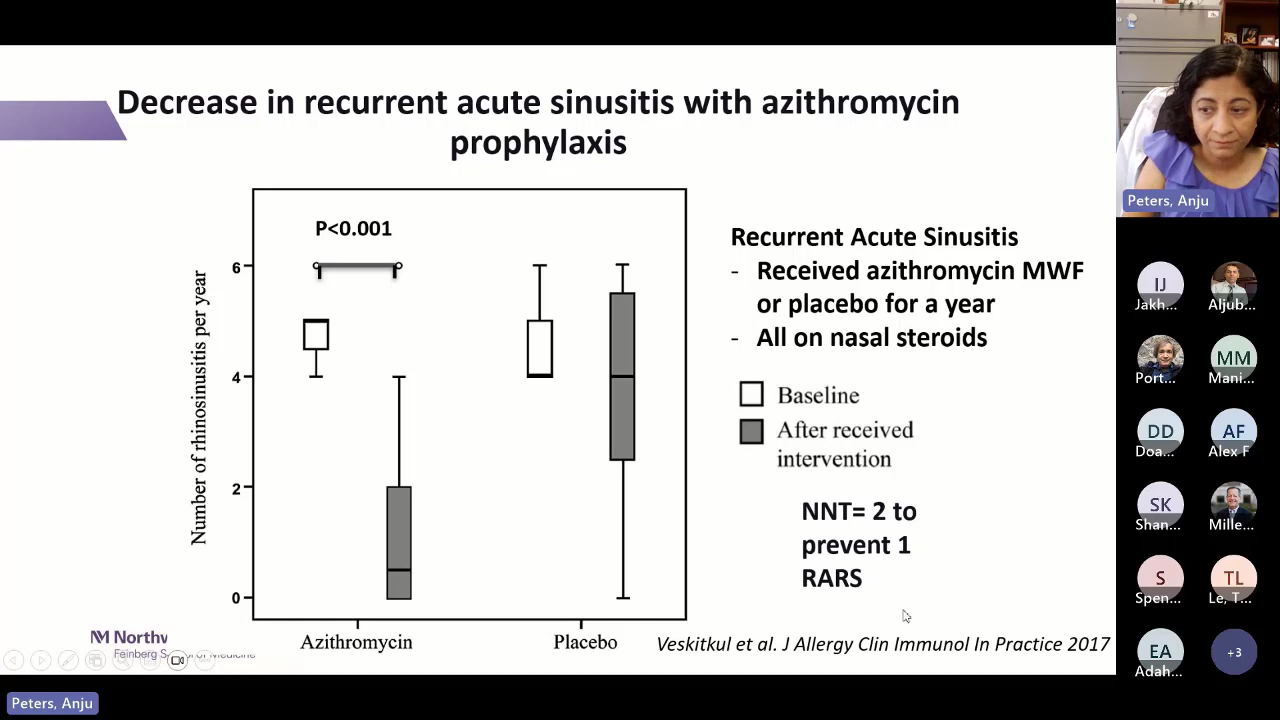 Decrease in recurrent acute sinusitis with azithromycin
prophylaxis
P<0.001
Number of rhinosinusitis per year
6
4
2
0
Azithromycin
Placebo
Recurrent Acute Sinusitis
- Received azithromycin MWF
or placebo for a year
- All on nasal steroids
Baseline
After received
intervention
NNT= 2 to
prevent 1
RARS
Veskitkul et al. J Allergy Clin Immunol In Practice 2017
Peters, Anju
IJ
Jakh...
Aljub...
Port...
MM
Mani...
DD
Doa...
AF
Alex F
SK
Shan...
Mille...
S
Spen...
TL
Le, T...
EA
Adah...
+3
Peters, Anju